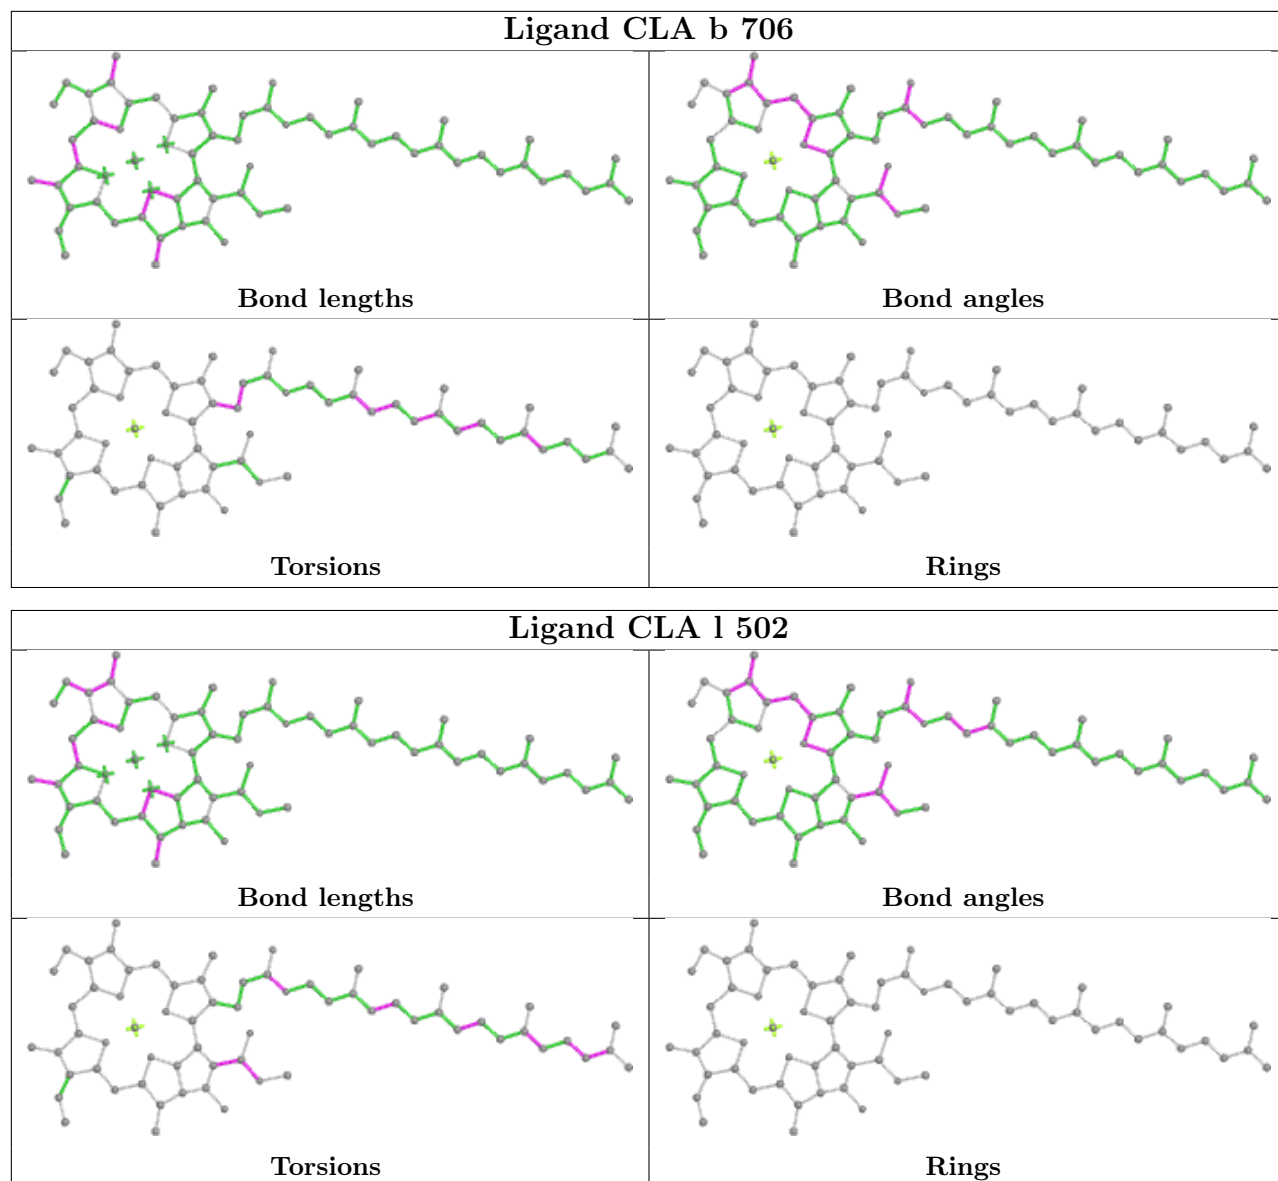 Ligand CLA b 706
Bond lengths
Bond angles
Torsions
Rings
Ligand CLA l 502
Bond lengths
Bond angles
Torsions
Rings